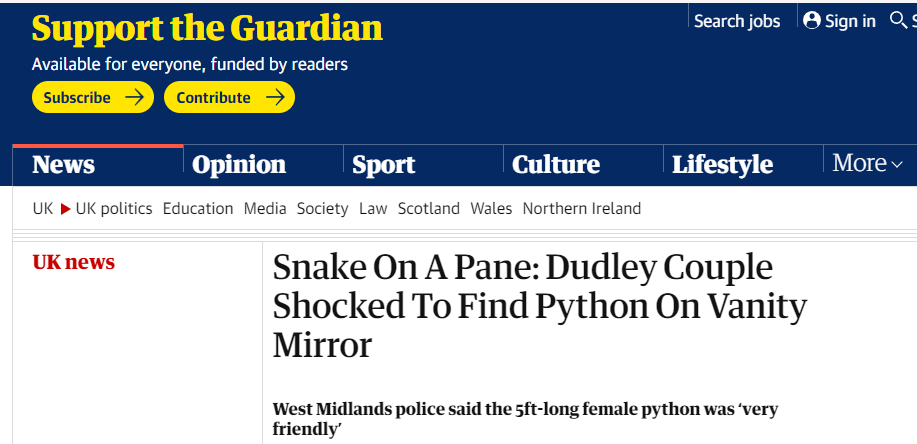 Support the Guardian
Search jobs
Sign in
Available for everyone, funded by readers
Subscribe
Contribute
News
Opinion
Sport
Culture
Lifestyle
More
UK
UK politics
Education
Media
Society
Law
Scotland
Wales
Northern Ireland
UK news
Snake On A Pane: Dudley Couple
Shocked To Find Python On Vanity
Mirror
West Midlands police said the 5ft-long female python was ‘very
friendly’